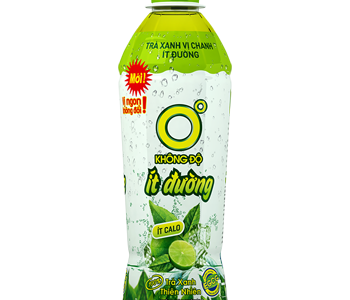 TRÀ XANH VỊ CHANH
ÍT ĐƯỜNG
Mới!
Vị ngon
không đổi!
0°
KHÔNG ĐỘ
ít đường
ÍT CALO
Trà Xanh
Thiên Nhiên